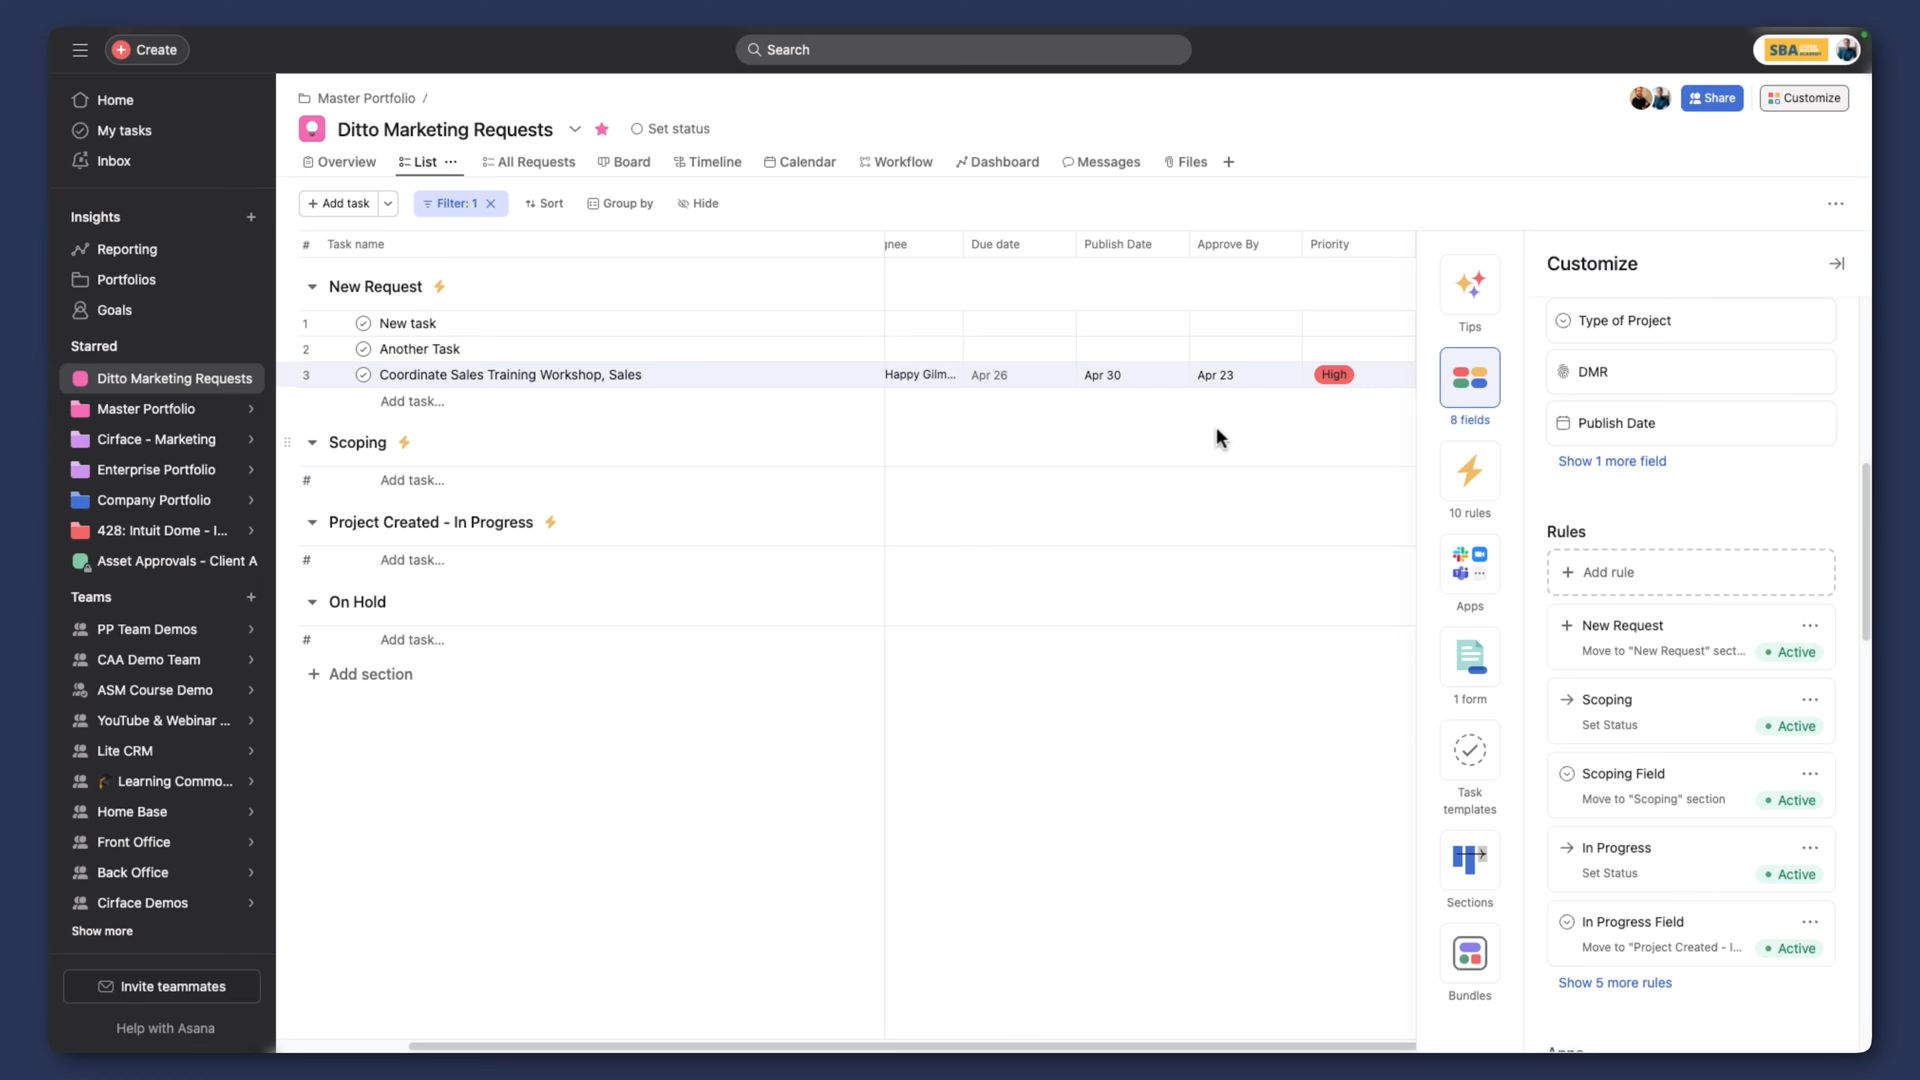 Create
Search
SBA
Home
My tasks
Inbox
Insights
Reporting
Portfolios
Goals
Starred
Ditto Marketing Requests
Master Portfolio
Cirface - Marketing
Enterprise Portfolio
Company Portfolio
428: Intuit Dome - I...
Asset Approvals - Client A
Teams
PP Team Demos
CAA Demo Team
ASM Course Demo
YouTube & Webinar ...
Lite CRM
Learning Commo...
Home Base
Front Office
Back Office
Cirface Demos
Show more
Invite teammates
Help with Asana
Master Portfolio /
Ditto Marketing Requests
Set status
Share
Customize
Overview
List
All Requests
Board
Timeline
Calendar
Workflow
Dashboard
Messages
Files
Add task
Filter: 1
Sort
Group by
Hide
# Task name gnee Due date Publish Date Approve By Priority
New Request
1 New task
2 Another Task
3 Coordinate Sales Training Workshop, Sales Happy Gilm... Apr 26 Apr 30 Apr 23 High
Add task...
Scoping
# Add task...
Project Created - In Progress
# Add task...
On Hold
# Add task...
+ Add section
Tips
8 fields
10 rules
Apps
1 form
Task
templates
Sections
Bundles
Customize
Type of Project
DMR
Publish Date
Show 1 more field
Rules
+ Add rule
New Request
Move to "New Request" sect... Active
Scoping
Set Status Active
Scoping Field
Move to "Scoping" section Active
In Progress
Set Status Active
In Progress Field
Move to "Project Created - I... Active
Show 5 more rules